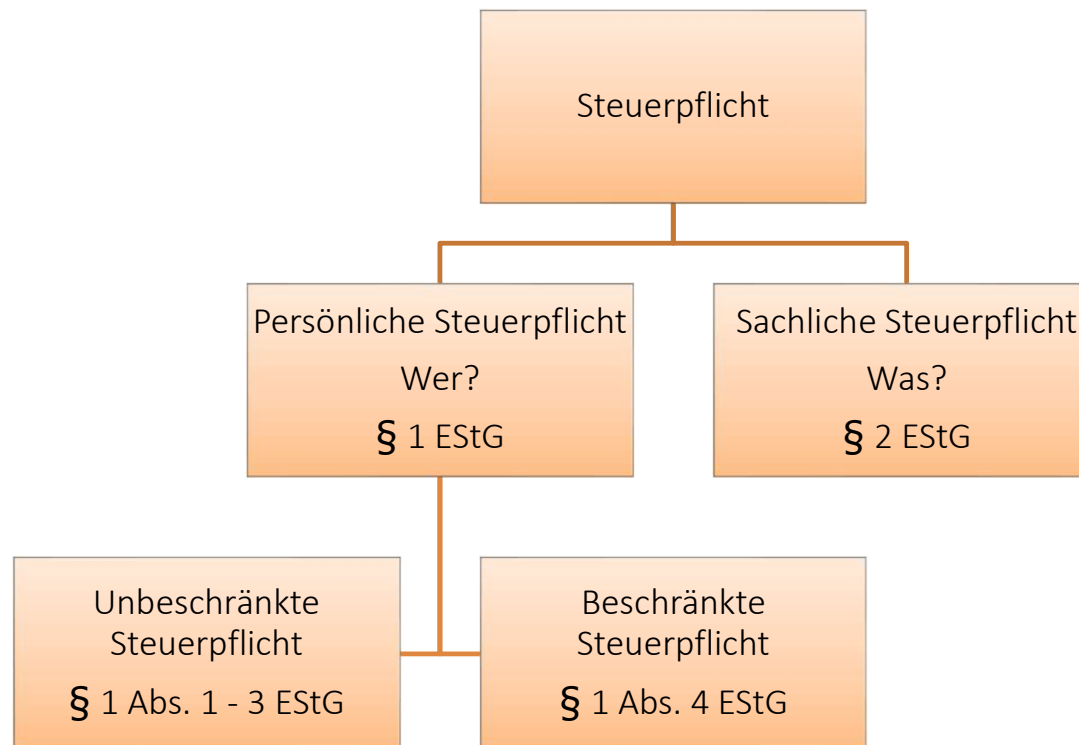 Steuerpflicht
Persönliche Steuerpflicht
Wer?
§ 1 EStG
Sachliche Steuerpflicht
Was?
§ 2 EStG
Unbeschränkte
Steuerpflicht
§ 1 Abs. 1 - 3 EStG
Beschränkte
Steuerpflicht
§ 1 Abs. 4 EStG